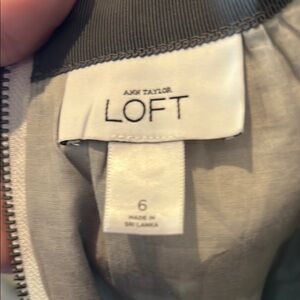 ANN TAYLOR
LOFT
6
MADE IN
SRI LANKA